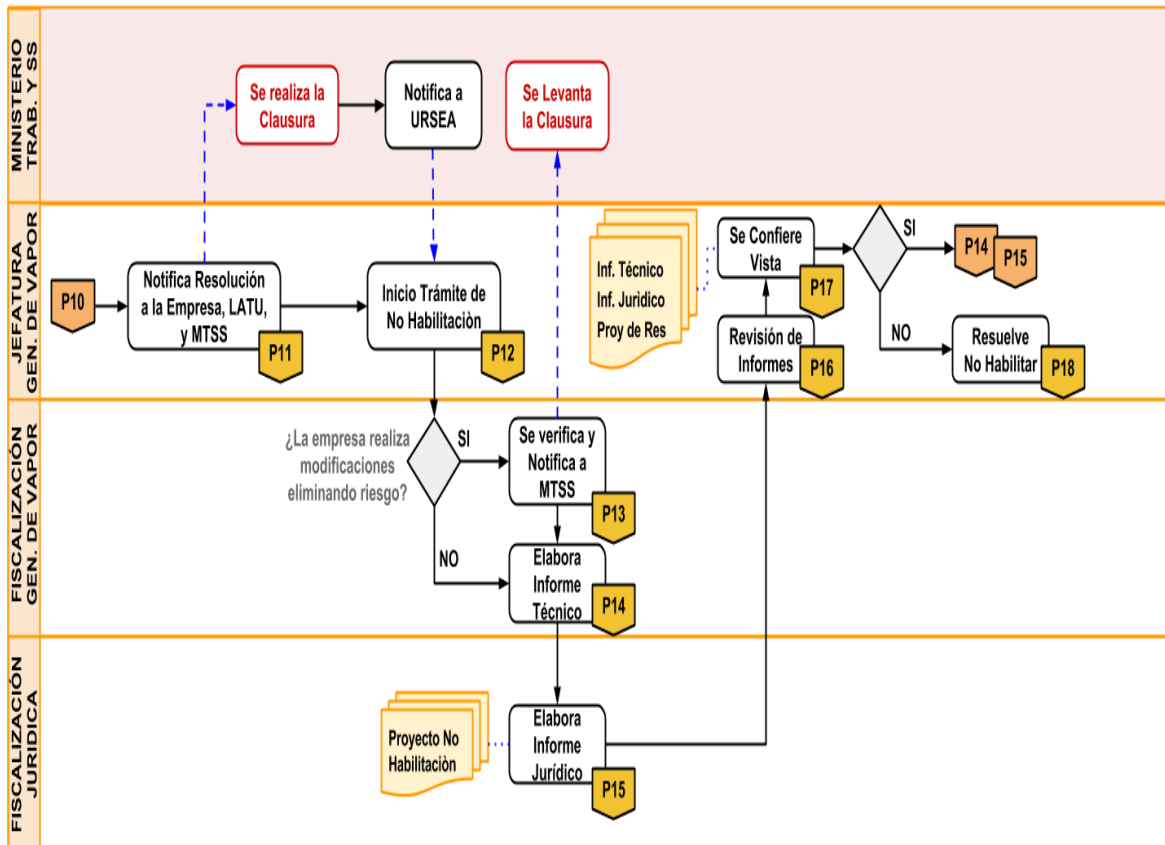 MINISTERIO
TRAB. Y SS
Se realiza la
Clausura
Notifica a
URSEA
Se Levanta
la Clausura
JEFATURA
GEN. DE VAPOR
P10
Notifica Resolución
a la Empresa, LATU,
y MTSS
P11
Inicio Trámite de
No Habilitaciòn
P12
Inf. Técnico
Inf. Jurìdico
Proy de Res
Se Confiere
Vista
P17
Revisión de
Informes
P16
SI
P14
P15
NO
Resuelve
No Habilitar
P18
FISCALIZACIÓN
GEN. DE VAPOR
¿La empresa realiza
modificaciones
eliminando riesgo?
SI
Se verifica y
Notifica a
MTSS
P13
NO
Elabora
Informe
Técnico
P14
FISCALIZACIÓN
JURIDICA
Proyecto No
Habilitaciòn
Elabora
Informe
Jurídico
P15